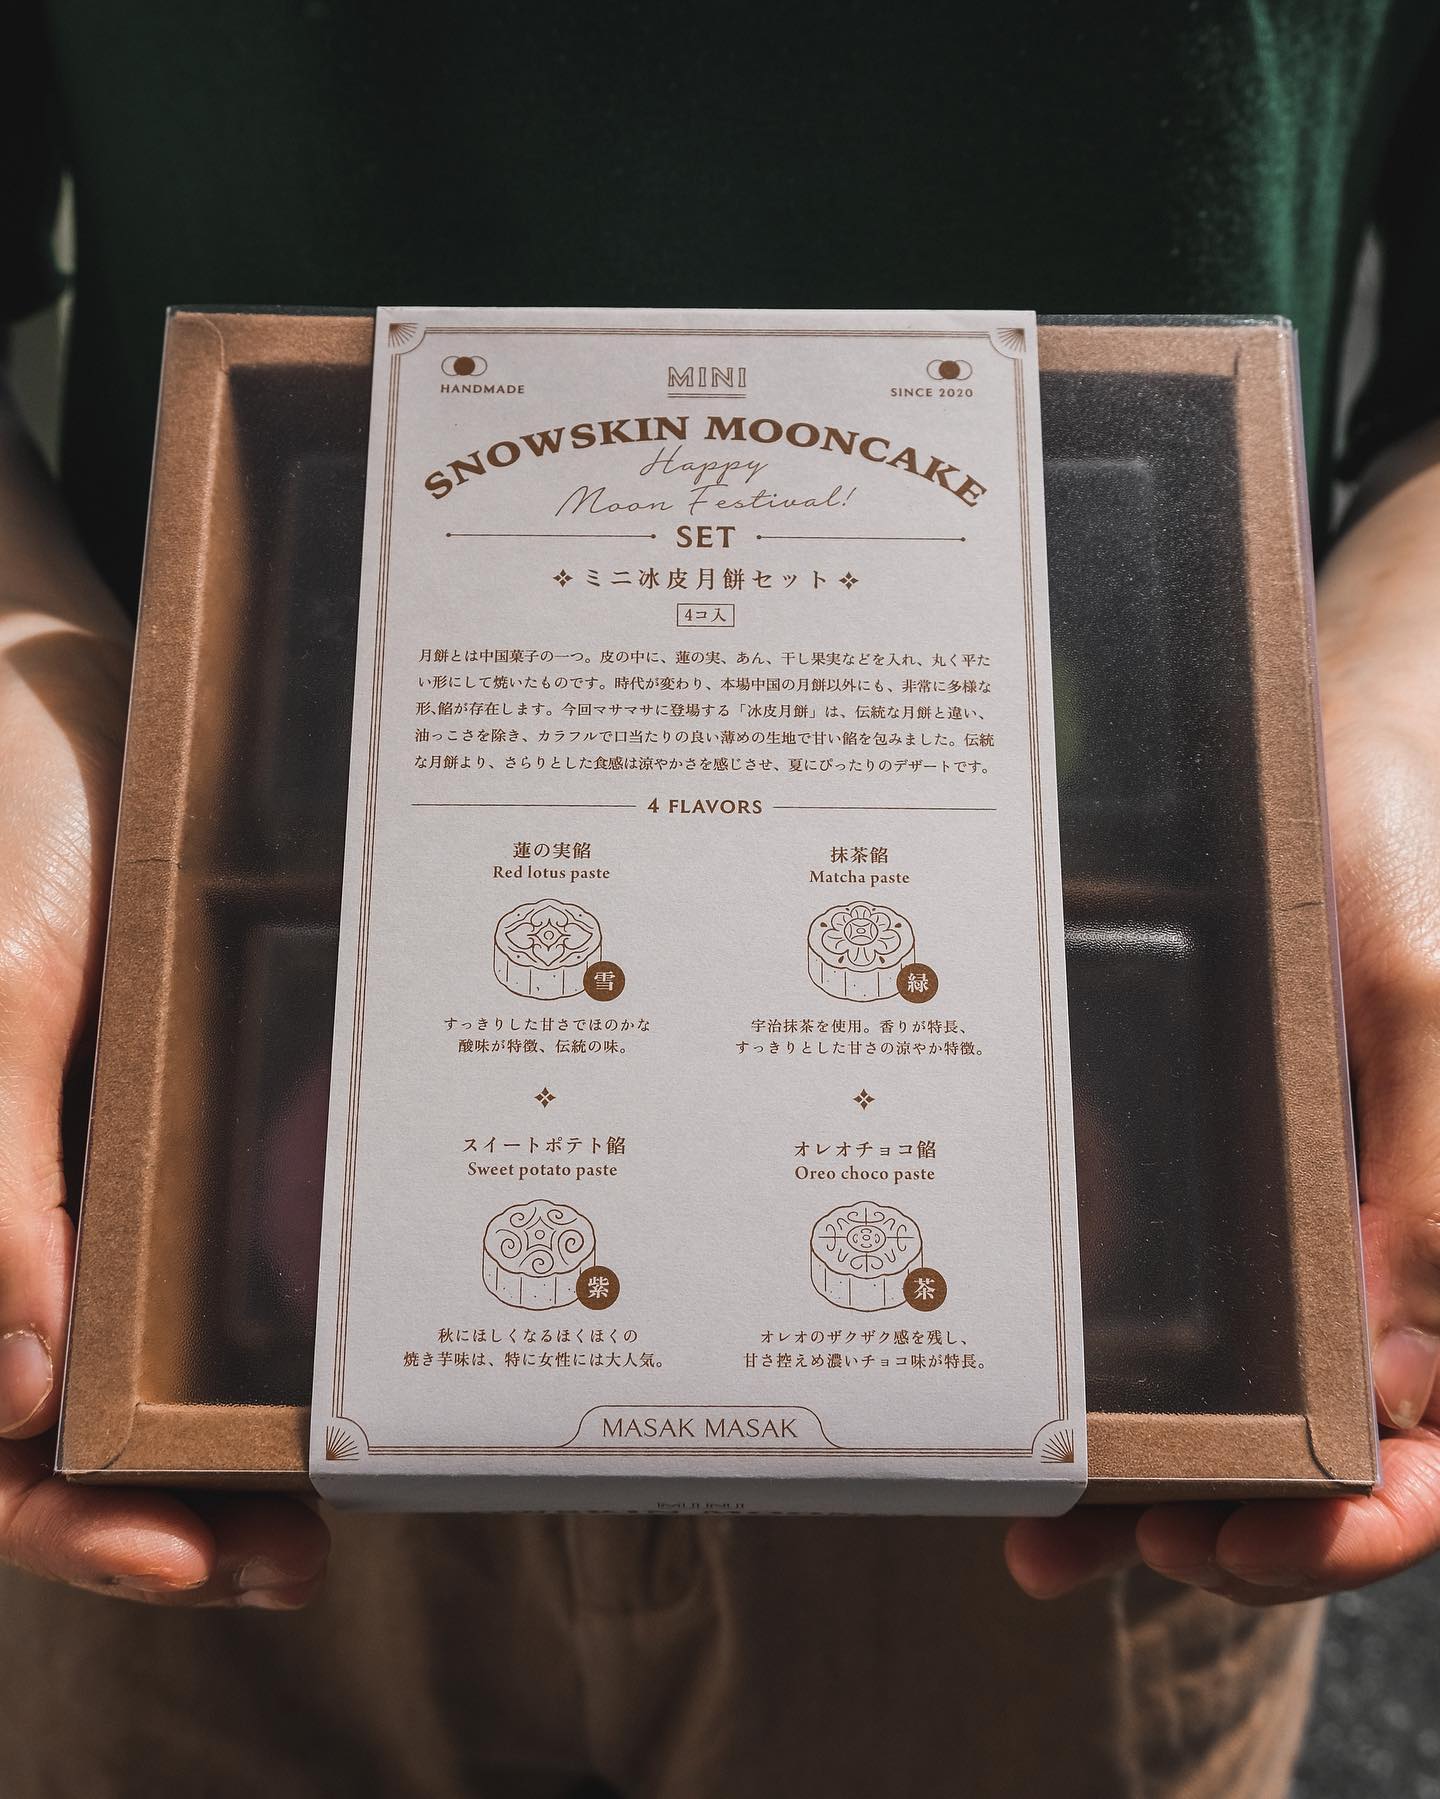 HANDMADE
MINI
SINCE 2020
SNOWSKIN MOONCAKE
Happy
Moon Festival!
SET
ミニ冰皮月餅セット
4コ入
月餅とは中国菓子の一つ。皮の中に、蓮の実、あん、干し果実などを入れ、丸く平た
い形にして焼いたものです。時代が変わり、本場中国の月餅以外にも、非常に多様な
形、餡が存在します。今回マサマサに登場する「冰皮月餅」は、伝統な月餅と違い、
油っこさを除き、カラフルで口当たりの良い薄めの生地で甘い餡を包みました。伝統
な月餅より、さらりとした食感は涼やかさを感じさせ、夏にぴったりのデザートです。
4 FLAVORS
蓮の実餡
Red lotus paste
雪
すっきりした甘さでほのかな
酸味が特徴、伝統の味。
抹茶餡
Matcha paste
緑
宇治抹茶を使用。香りが特長、
すっきりとした甘さの涼やか特徴。
スイートポテト餡
Sweet potato paste
紫
秋にほしくなるほくほくの
焼き芋味は、特に女性には大人気。
オレオチョコ餡
Oreo choco paste
茶
オレオのザクザク感を残し、
甘さ控えめ濃いチョコ味が特長。
MASAK MASAK
MINI